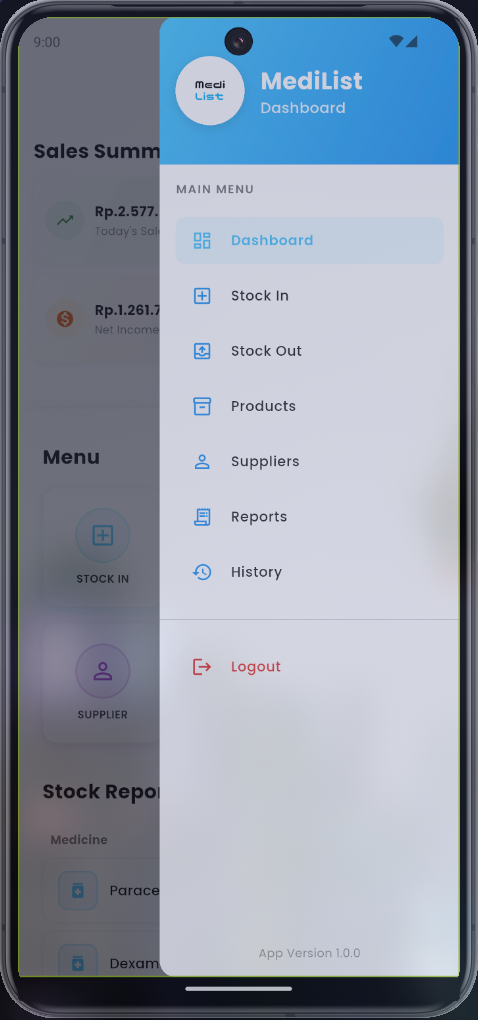 9:00
Medi
List
MediList
Dashboard
MAIN MENU
Dashboard
Stock In
Stock Out
Products
Suppliers
Reports
History
Logout
App Version 1.0.0
Sales Summ
Rp.2.577.
Today's Sal
Rp.1.261.7
Net Income
Menu
STOCK IN
SUPPLIER
Stock Repor
Medicine
Parace
Dexam